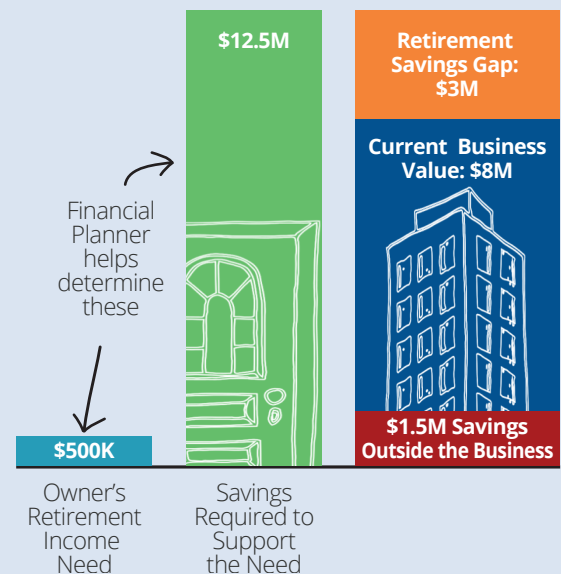 $12.5M
Retirement
Savings Gap:
$3M
Current Business
Value: $8M
Financial
Planner
helps
determine
these
$1.5M Savings
Outside the Business
$500K
Owner's
Retirement
Income
Need
Savings
Required to
Support
the Need